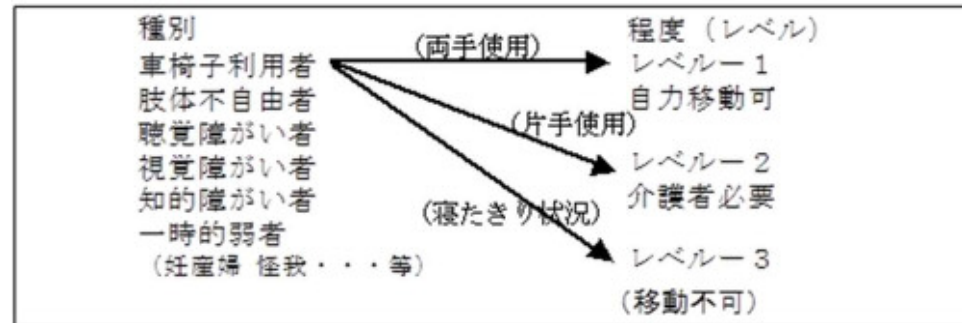 種別
車椅子利用者
肢体不自由者
聴覚障がい者
視覚障がい者
知的障がい者
一時的弱者
（妊産婦 怪我・・・等）
(両手使用)
(片手使用)
(寝たきり状況)
程度（レベル）
レベルー１
自力移動可
レベルー２
介護者必要
レベルー３
(移動不可)